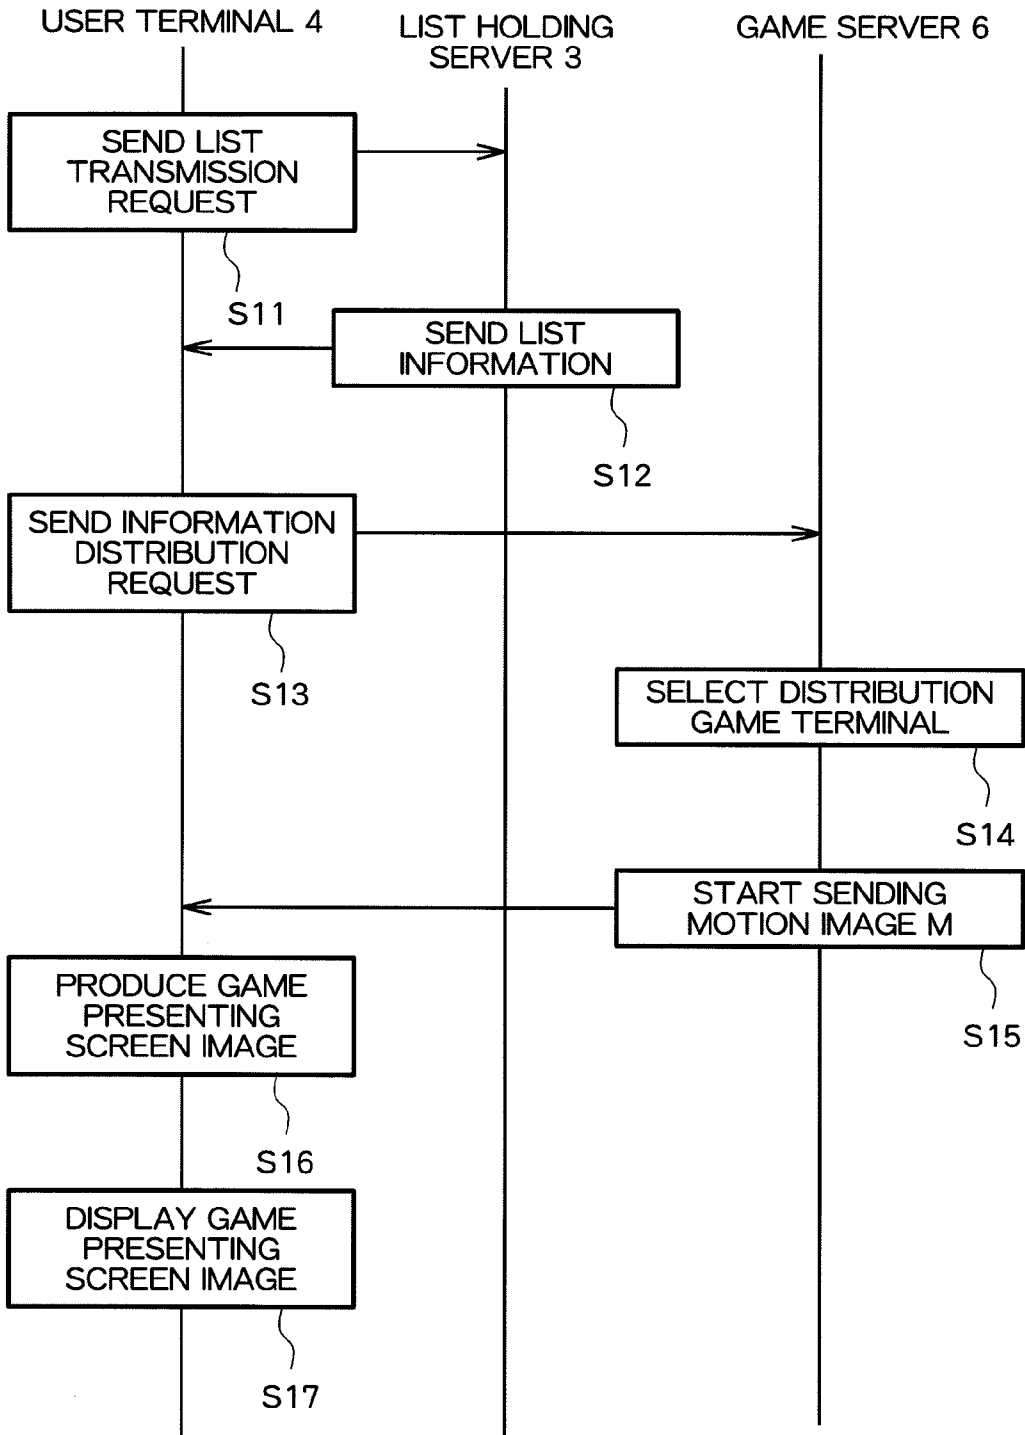 USER TERMINAL 4
LIST HOLDING
SERVER 3
GAME SERVER 6
SEND LIST
TRANSMISSION
REQUEST
S11
SEND LIST
INFORMATION
S12
SEND INFORMATION
DISTRIBUTION
REQUEST
S13
SELECT DISTRIBUTION
GAME TERMINAL
S14
START SENDING
MOTION IMAGE M
S15
PRODUCE GAME
PRESENTING
SCREEN IMAGE
S16
DISPLAY GAME
PRESENTING
SCREEN IMAGE
S17